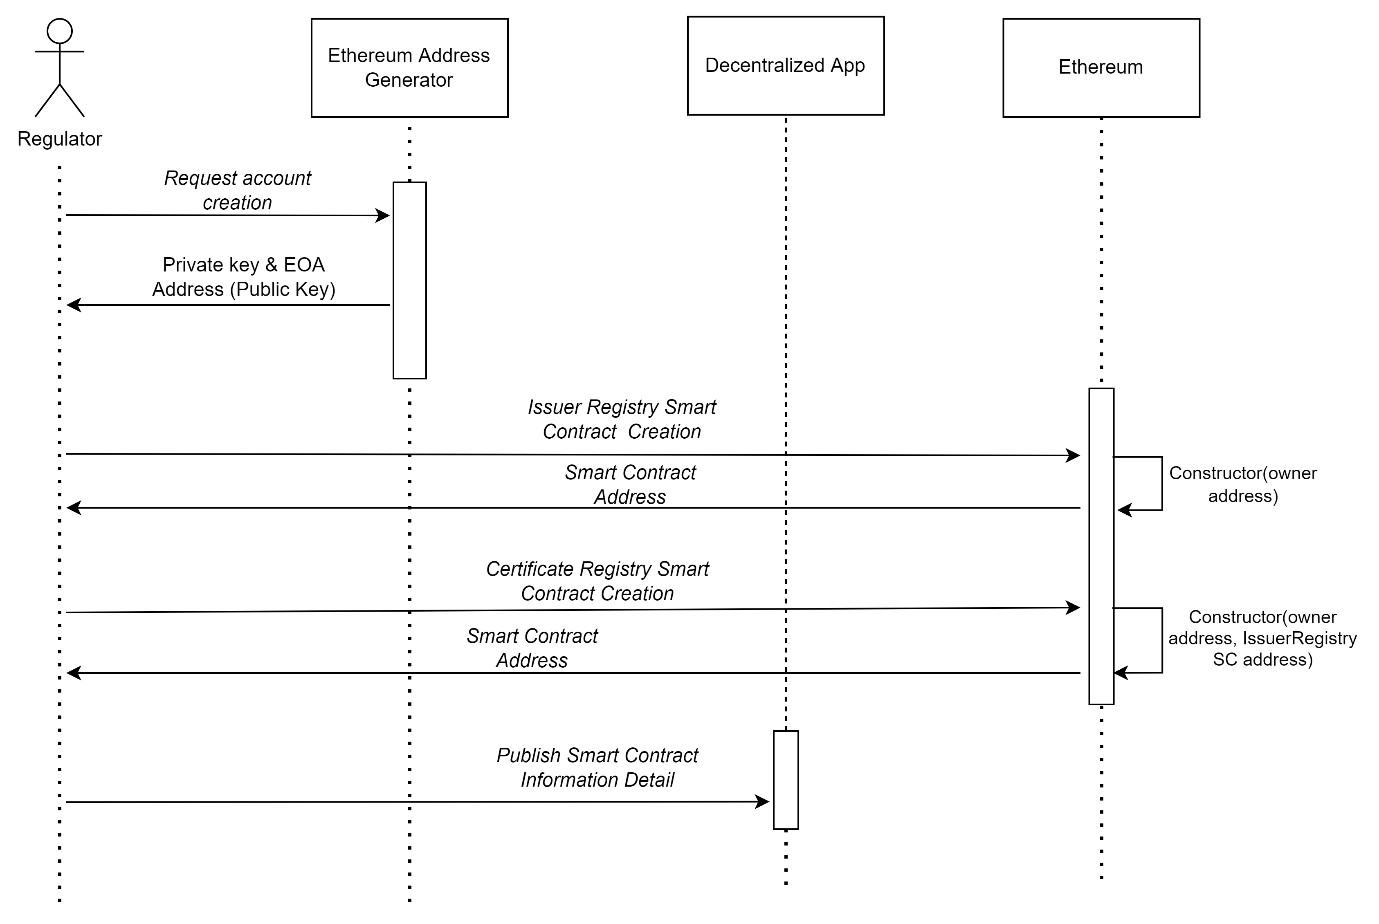 Regulator
Ethereum Address
Generator
Decentralized App
Ethereum
Request account
creation
Private key & EOA
Address (Public Key)
Issuer Registry Smart
Contract Creation
Smart Contract
Address
Constructor(owner
address)
Certificate Registry Smart
Contract Creation
Smart Contract
Address
Constructor(owner
address, IssuerRegistry
SC address)
Publish Smart Contract
Information Detail